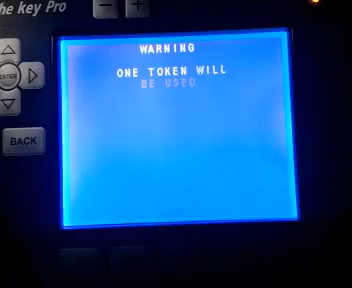 he key Pro
WARNING
ONE TOKEN WILL
BE USED
ENTER
BACK